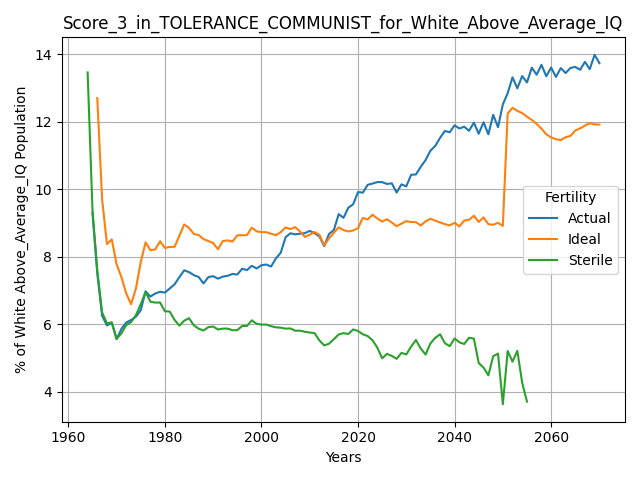 Score_3_in_TOLERANCE_COMMUNIST_for_White_Above_Average_IQ
% of White Above_Average_IQ Population
14
12
10
8
6
4
Fertility
Actual
Ideal
Sterile
1960 1980 2000 2020 2040 2060
Years